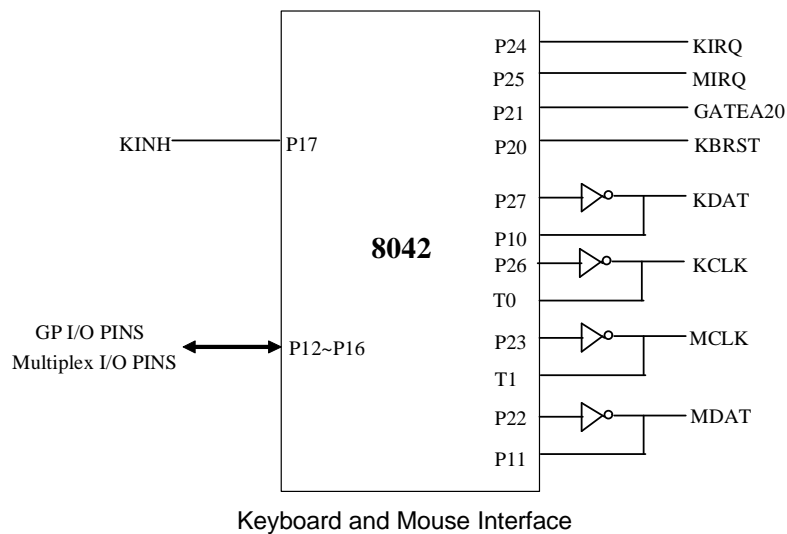 P24 KIRQ
P25 MIRQ
P21 GATEA20
KINH P17 P20 KBRST
P27 KDAT
8042
P10
P26 KCLK
T0
GP I/O PINS
P12~P16 P23 MCLK
Multiplex I/O PINS
T1
P22 MDAT
P11
Keyboard and Mouse Interface